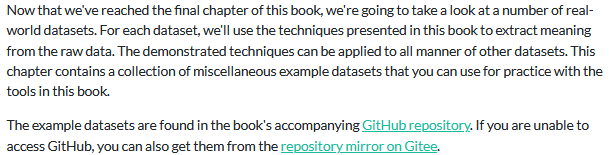 Now that we've reached the final chapter of this book, we're going to take a look at a number of real-
world datasets. For each dataset, we'll use the techniques presented in this book to extract meaning
from the raw data. The demonstrated techniques can be applied to all manner of other datasets. This
chapter contains a collection of miscellaneous example datasets that you can use for practice with the
tools in this book.
The example datasets are found in the book's accompanying GitHub repository. If you are unable to
access GitHub, you can also get them from the repository mirror on Gitee.